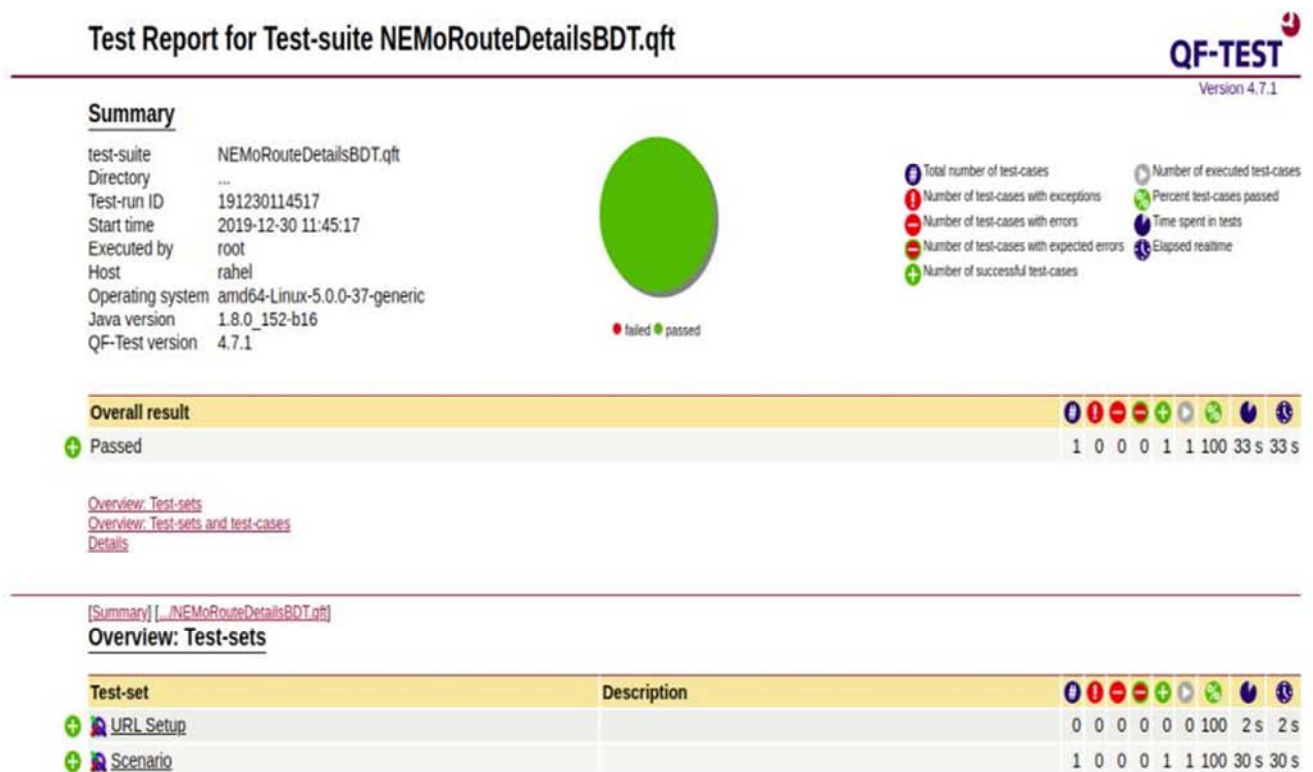 Test Report for Test-suite NEMoRouteDetailsBDT.qft
QF-TEST
Version 4.7.1
Summary
test-suite NEMoRouteDetailsBDT.qft
Directory ...
Test-run ID 191230114517
Start time 2019-12-30 11:45:17
Executed by root
Host rahel
Operating system amd64-Linux-5.0.0-37-generic
Java version 1.8.0_152-b16
QF-Test version 4.7.1
failed passed
Total number of test-cases Number of executed test-cases
Number of test-cases with exceptions Percent test-cases passed
Number of test-cases with errors Time spent in tests
Number of test-cases with expected errors Elapsed realtime
Number of successful test-cases
Overall result
Passed 1 0 0 0 1 1 100 33 s 33 s
Overview: Test-sets
Overview: Test-sets and test-cases
Details
[Summary] [.../NEMoRouteDetailsBDT.qft]
Overview: Test-sets
Test-set Description
URL Setup 0 0 0 0 0 0 100 2 s 2 s
Scenario 1 0 0 0 1 1 100 30 s 30 s